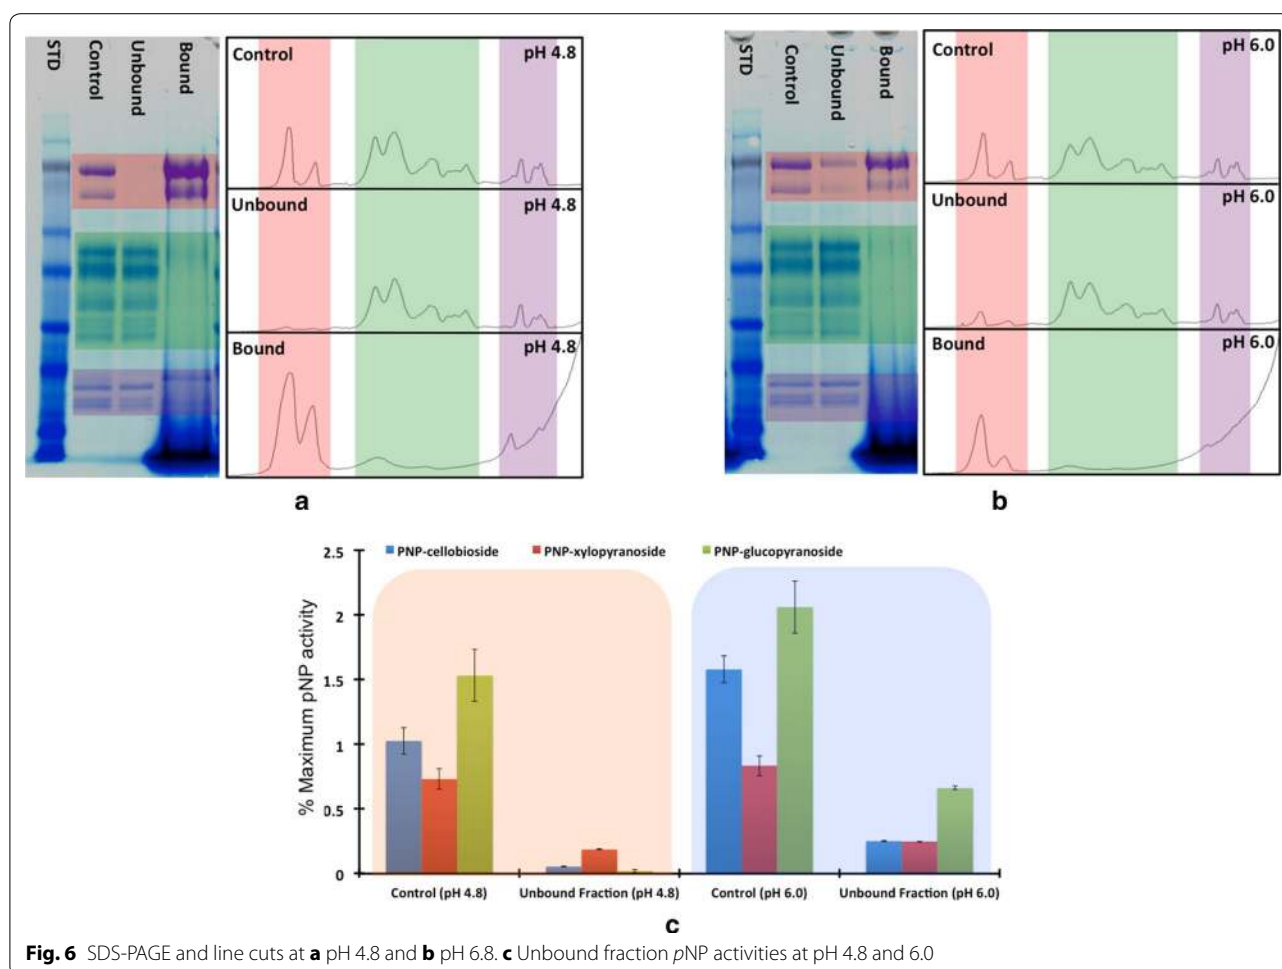 STD
Control
Unbound
Bound
Control pH 4.8
Unbound pH 4.8
Bound pH 4.8
a
STD
Control
Unbound
Bound
Control pH 6.0
Unbound pH 6.0
Bound pH 6.0
b
PNP-cellobioside PNP-xylopyranoside PNP-glucopyranoside
% Maximum pNP activity
2.5
2
1.5
1
0.5
0
Control (pH 4.8) Unbound Fraction (pH 4.8) Control (pH 6.0) Unbound Fraction (pH 6.0)
c
Fig. 6 SDS-PAGE and line cuts at a pH 4.8 and b pH 6.8. c Unbound fraction pNP activities at pH 4.8 and 6.0